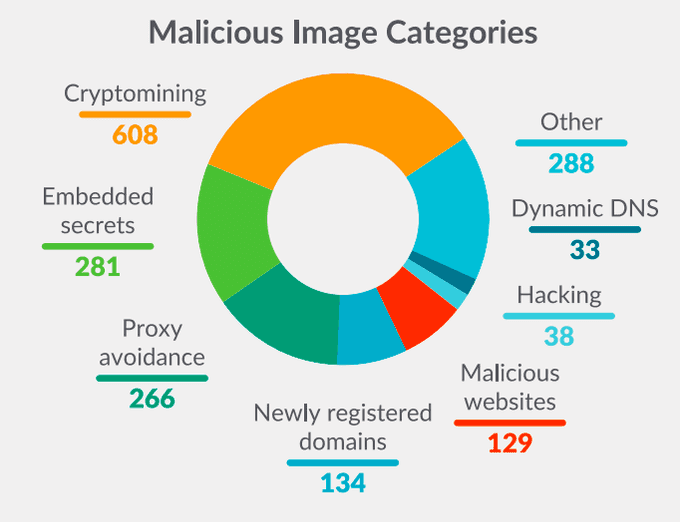 Malicious Image Categories
Cryptomining
608
Other
288
Embedded
secrets
281
Dynamic DNS
33
Hacking
38
Proxy
avoidance
266
Malicious
websites
129
Newly registered
domains
134